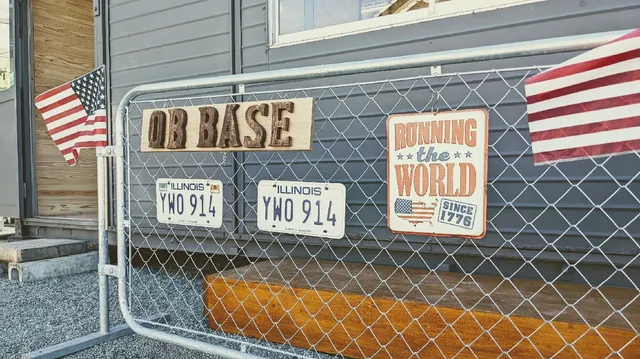 OB BASE
ILLINOIS
YWO 914
ILLINOIS
YWO 914
RUNNING
the
WORLD
SINCE
1776